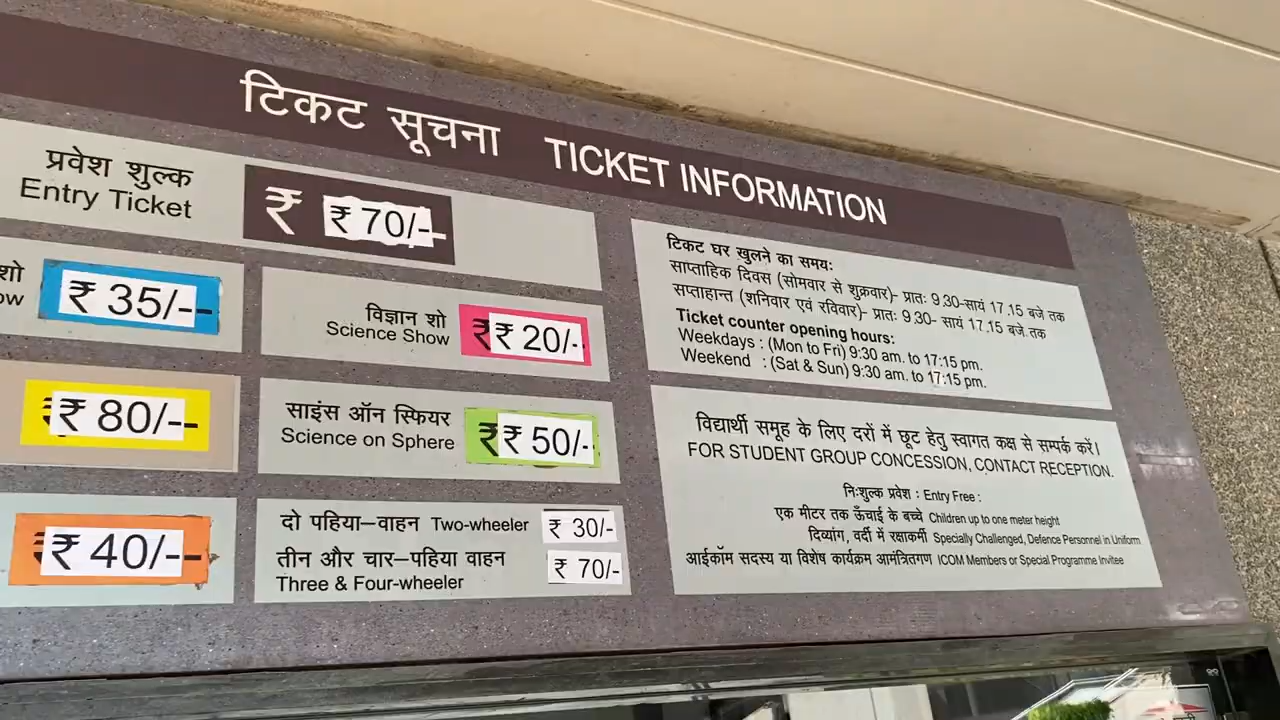 टिकट सूचना TICKET INFORMATION
प्रवेश शुल्क
Entry Ticket
₹ ₹ 70/-
शो
ow
₹ 35/-
विज्ञान शो
Science Show
₹ ₹ 20/-
₹ 80/-
साइंस ऑन स्फियर
Science on Sphere
₹ ₹ 50/-
₹ 40/-
दो पहिया–वाहन Two-wheeler ₹ 30/-
तीन और चार–पहिया वाहन
Three & Four-wheeler
₹ 70/-
टिकट घर खुलने का समय:
साप्ताहिक दिवस (सोमवार से शुक्रवार)- प्रातः 9.30-सायं 17.15 बजे तक
सप्ताहान्त (शनिवार एवं रविवार)- प्रातः 9.30- सायं 17.15 बजे तक
Ticket counter opening hours:
Weekdays : (Mon to Fri) 9:30 am. to 17:15 pm.
Weekend : (Sat & Sun) 9:30 am. to 17:15 pm.
विद्यार्थी समूह के लिए दरों में छूट हेतु स्वागत कक्ष से सम्पर्क करें।
FOR STUDENT GROUP CONCESSION, CONTACT RECEPTION.
निःशुल्क प्रवेश : Entry Free :
एक मीटर तक ऊँचाई के बच्चे Children up to one meter height
दिव्यांग, वर्दी में रक्षाकर्मी Specially Challenged, Defence Personnel in Uniform
आईकॉम सदस्य या विशेष कार्यक्रम आमंत्रितगण ICOM Members or Special Programme Invitee